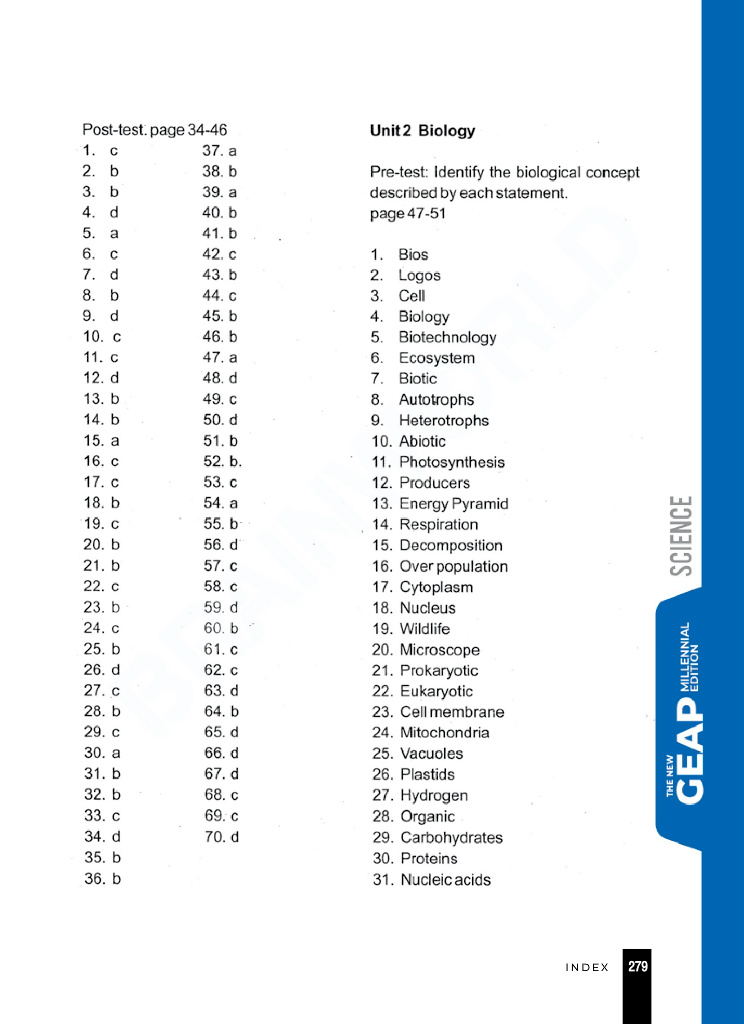 Post-test: page 34-46
1. c
2. b
3. b
4. d
5. a
6. c
7. d
8. b
9. d
10. c
11. c
12. d
13. b
14. b
15. a
16. c
17. c
18. b
19. c
20. b
21. b
22. c
23. b
24. c
25. b
26. d
27. c
28. b
29. c
30. a
31. b
32. b
33. c
34. d
35. b
36. b
37. a
38. b
39. a
40. b
41. b
42. c
43. b
44. c
45. b
46. b
47. a
48. d
49. c
50. d
51. b
52. b.
53. c
54. a
55. b
56. d
57. c
58. c
59. d
60. b
61. c
62. c
63. d
64. b
65. d
66. d
67. d
68. c
69. c
70. d
Unit 2 Biology
Pre-test: Identify the biological concept
described by each statement.
page 47-51
1. Bios
2. Logos
3. Cell
4. Biology
5. Biotechnology
6. Ecosystem
7. Biotic
8. Autotrophs
9. Heterotrophs
10. Abiotic
11. Photosynthesis
12. Producers
13. Energy Pyramid
14. Respiration
15. Decomposition
16. Over population
17. Cytoplasm
18. Nucleus
19. Wildlife
20. Microscope
21. Prokaryotic
22. Eukaryotic
23. Cell membrane
24. Mitochondria
25. Vacuoles
26. Plastids
27. Hydrogen
28. Organic
29. Carbohydrates
30. Proteins
31. Nucleic acids
SCIENCE
THE NEW
GEAP
MILLENNIAL
EDITION
INDEX 279
BRAINWORLD